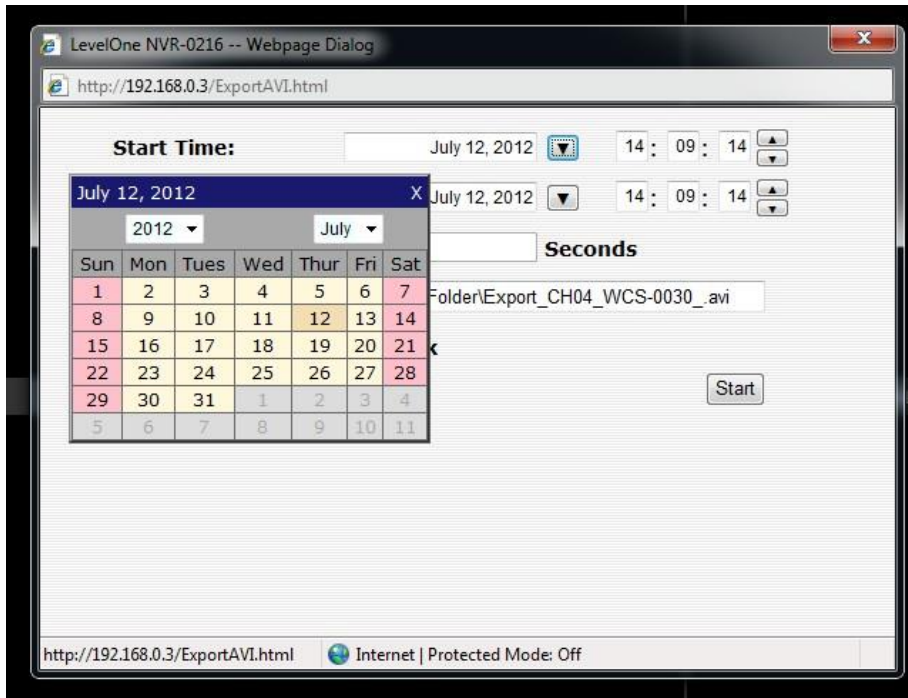 LevelOne NVR-0216 -- Webpage Dialog
http://192.168.0.3/ExportAVI.html
Start Time: July 12, 2012 14 : 09 : 14
July 12, 2012 X July 12, 2012 14 : 09 : 14
2012 July
Seconds
Sun Mon Tues Wed Thur Fri Sat
1 2 3 4 5 6 7
Folder\Export_CH04_WCS-0030_.avi
8 9 10 11 12 13 14
15 16 17 18 19 20 21
22 23 24 25 26 27 28
Start
29 30 31 1 2 3 4
5 6 7 8 9 10 11
http://192.168.0.3/ExportAVI.html Internet | Protected Mode: Off